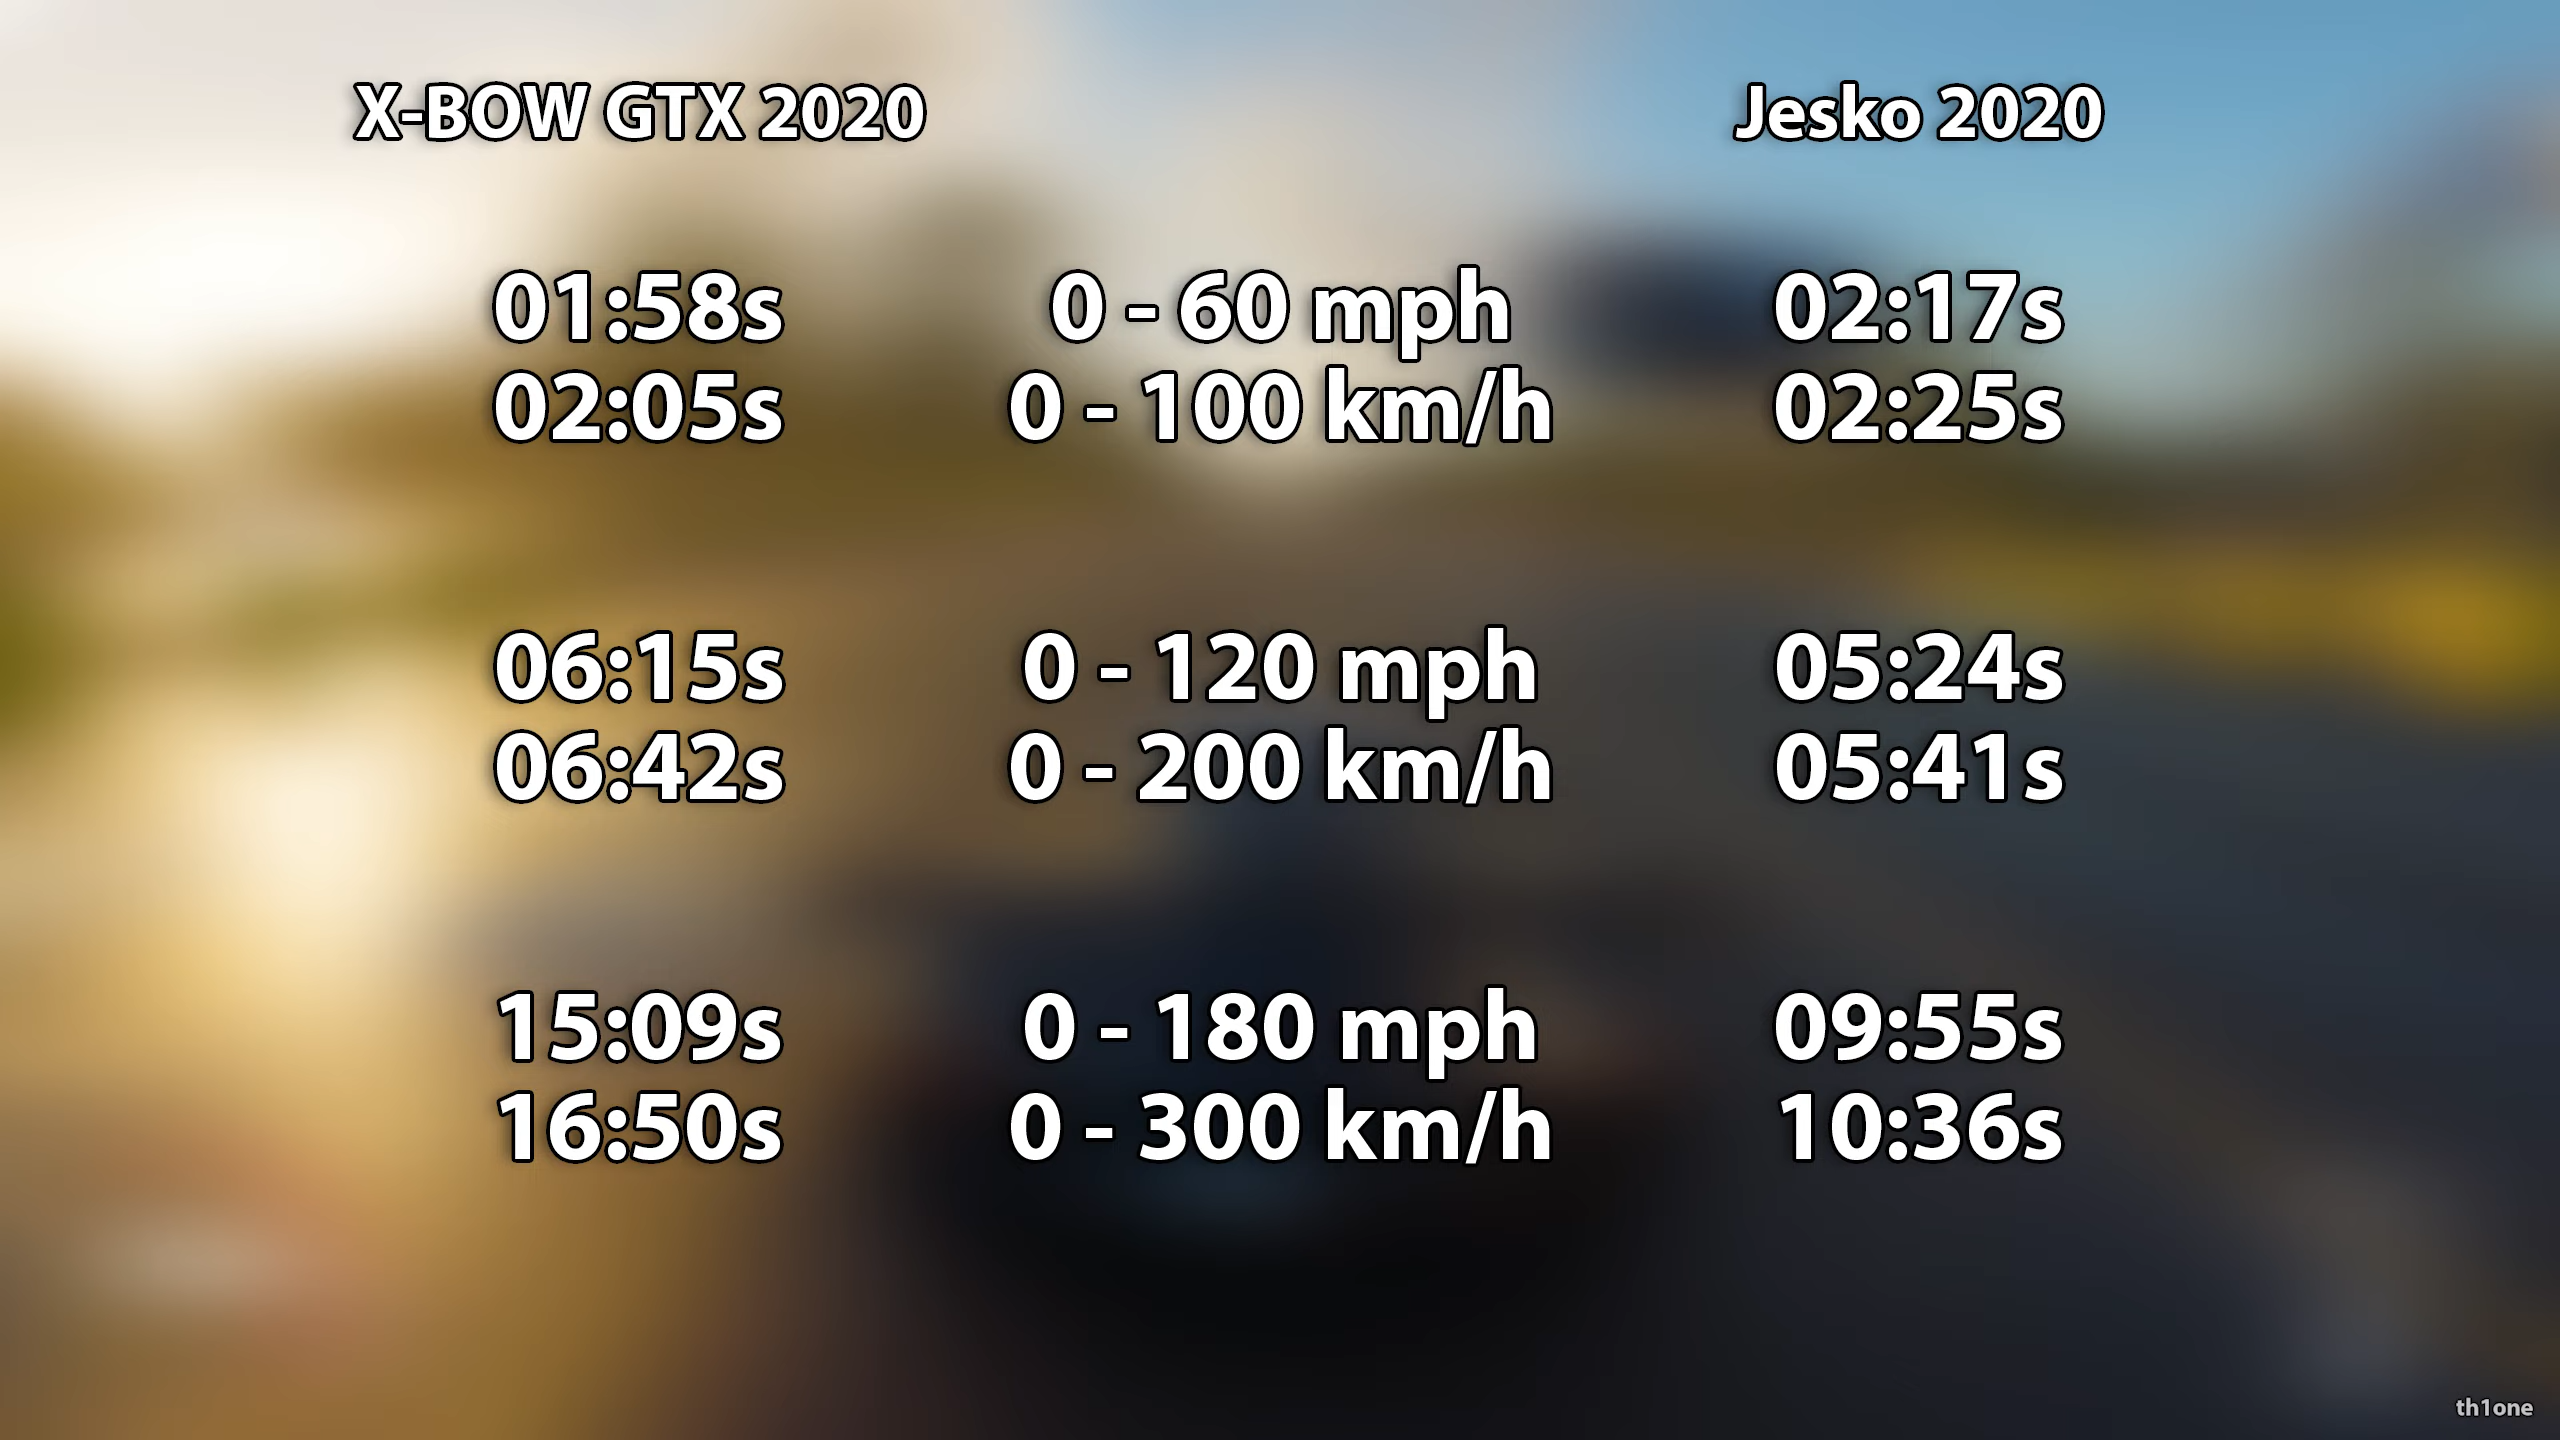 X-BOW GTX 2020 Jesko 2020
01:58s 0 - 60 mph 02:17s
02:05s 0 - 100 km/h 02:25s
06:15s 0 - 120 mph 05:24s
06:42s 0 - 200 km/h 05:41s
15:09s 0 - 180 mph 09:55s
16:50s 0 - 300 km/h 10:36s
th1one